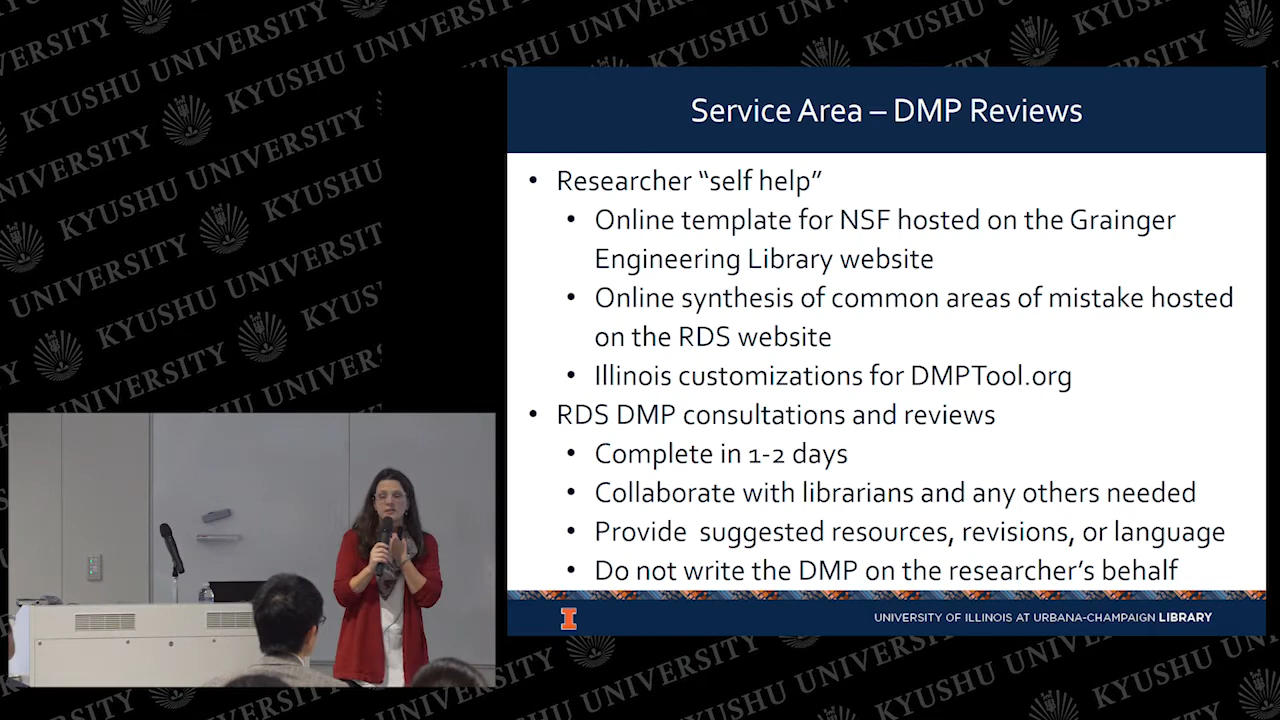 Service Area – DMP Reviews
• Researcher “self help”
• Online template for NSF hosted on the Grainger
Engineering Library website
• Online synthesis of common areas of mistake hosted
on the RDS website
• Illinois customizations for DMPTool.org
• RDS DMP consultations and reviews
• Complete in 1-2 days
• Collaborate with librarians and any others needed
• Provide  suggested resources, revisions, or language
• Do not write the DMP on the researcher’s behalf
I
UNIVERSITY OF ILLINOIS AT URBANA-CHAMPAIGN LIBRARY
KYUSHU UNIVERSITY